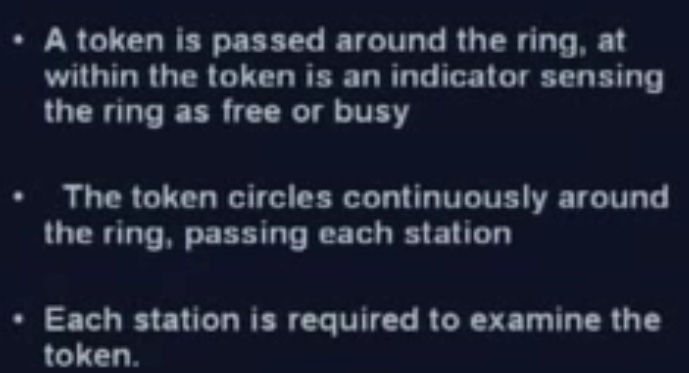 • A token is passed around the ring, at
within the token is an indicator sensing
the ring as free or busy
• The token circles continuously around
the ring, passing each station
• Each station is required to examine the
token.